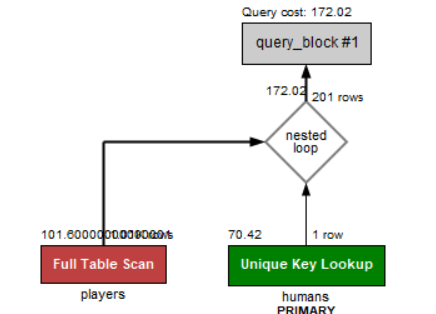 Query cost: 172.02
query_block #1
172.02
201 rows
nested
loop
70.42
1 row
Full Table Scan
Unique Key Lookup
players
humans
PRIMARY